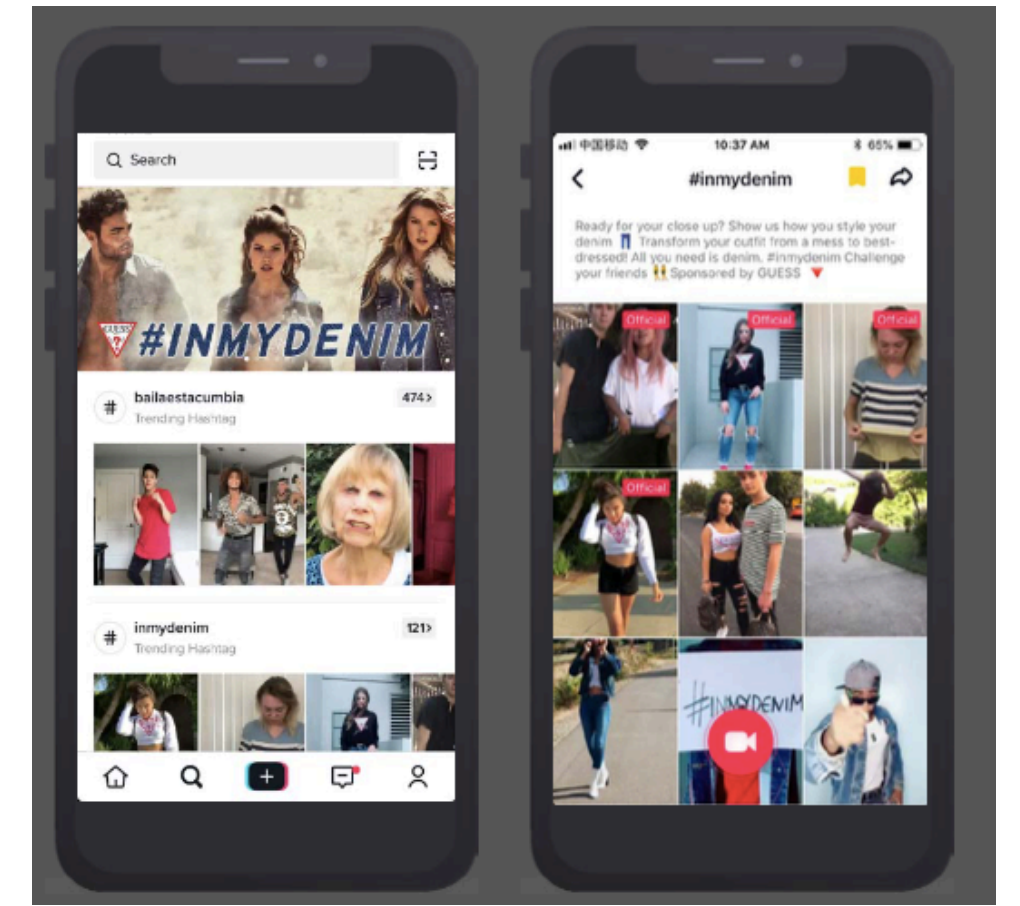 Search
GUESS
?
#INMYDENIM
bailaestacumbia
474>
Trending Hashtag
inmydenim
121>
Trending Hashtag
中国移动
10:37 AM
65%
#inmydenim
Ready for your close up? Show us how you style your
denim 👖 Transform your outfit from a mess to best-
dressed! All you need is denim. #inmydenim Challenge
your friends 👯 Sponsored by GUESS 🔻
Official
Official
Official
Official
#INMYDENIM